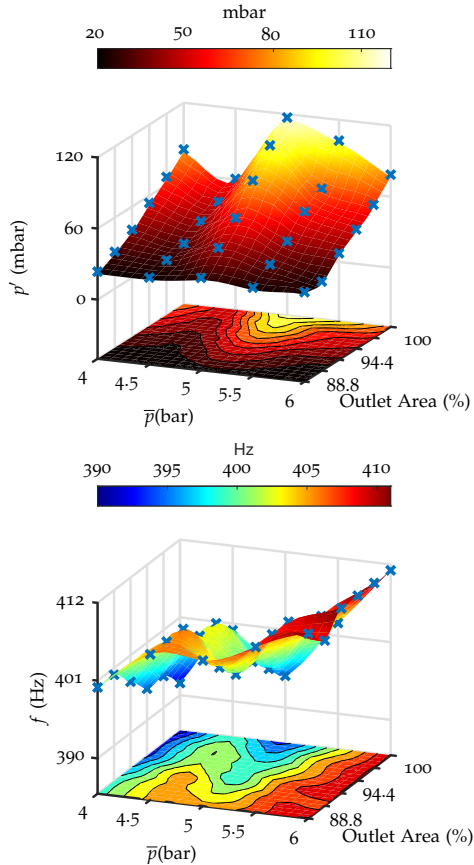 mbar
20 50 80 110
120
60
0
p′ (mbar)
4 4.5 5 5.5 6
88.8 94.4 100
p̅(bar)
Outlet Area (%)
Hz
390 395 400 405 410
412
401
390
f (Hz)
4 4.5 5 5.5 6
88.8 94.4 100
p̅(bar)
Outlet Area (%)